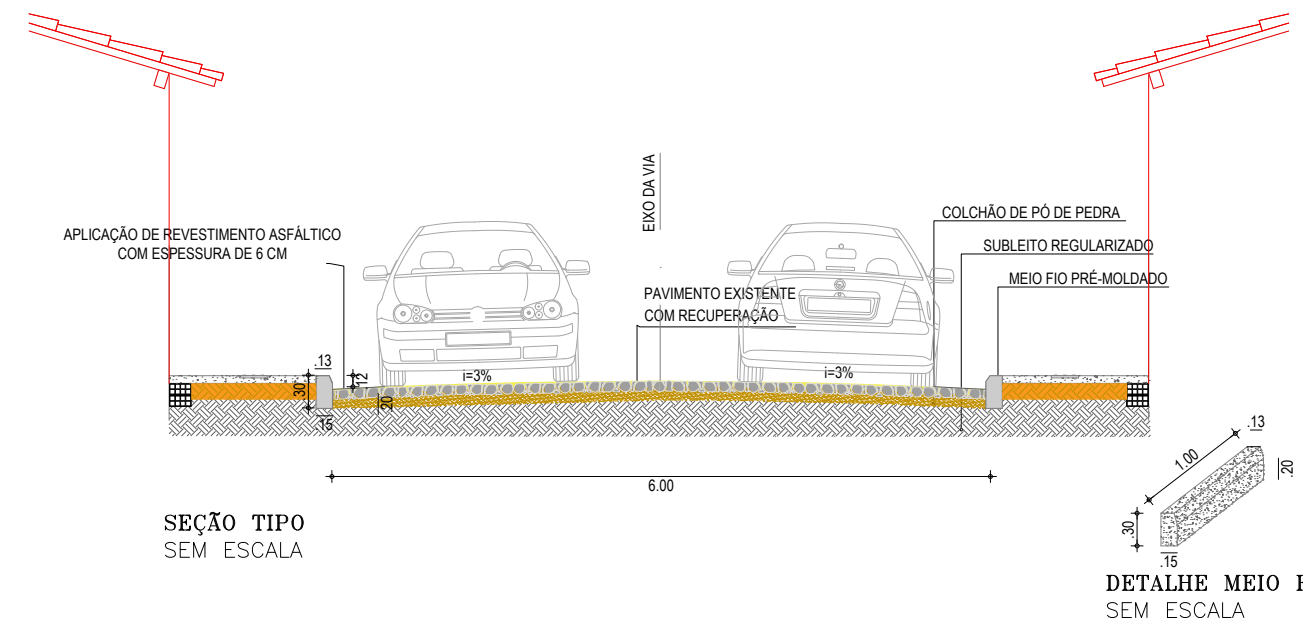 EIXO DA VIA
APLICAÇÃO DE REVESTIMENTO ASFÁLTICO
COM ESPESSURA DE 6 CM
COLCHÃO DE PÓ DE PEDRA
SUBLEITO REGULARIZADO
MEIO FIO PRÉ-MOLDADO
PAVIMENTO EXISTENTE
COM RECUPERAÇÃO
.13
.30
.15
12
i=3%
.20
i=3%
6.00
SEÇÃO TIPO
SEM ESCALA
1.00
.13
.20
.30
.15
DETALHE MEIO
SEM ESCALA